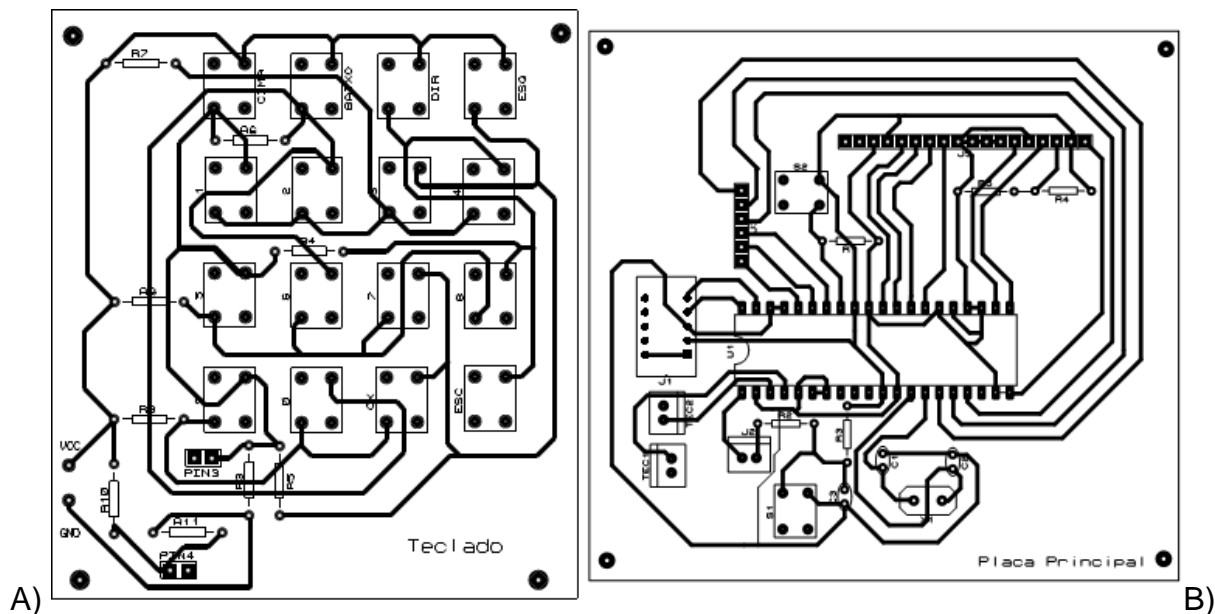 R7
CIMA
BAIXO
DIR
ESQ
R6
1
2
3
4
R4
5
6
7
8
R9
R8
0
OK
ESC
VCC
PIN3
R3
R5
R10
GND
R11
PIN4
Teclado
A)
S2
R4
U1
J1
TEC2
TEC1
J2
R2
R3
C1
C3
S1
Placa Principal
B)